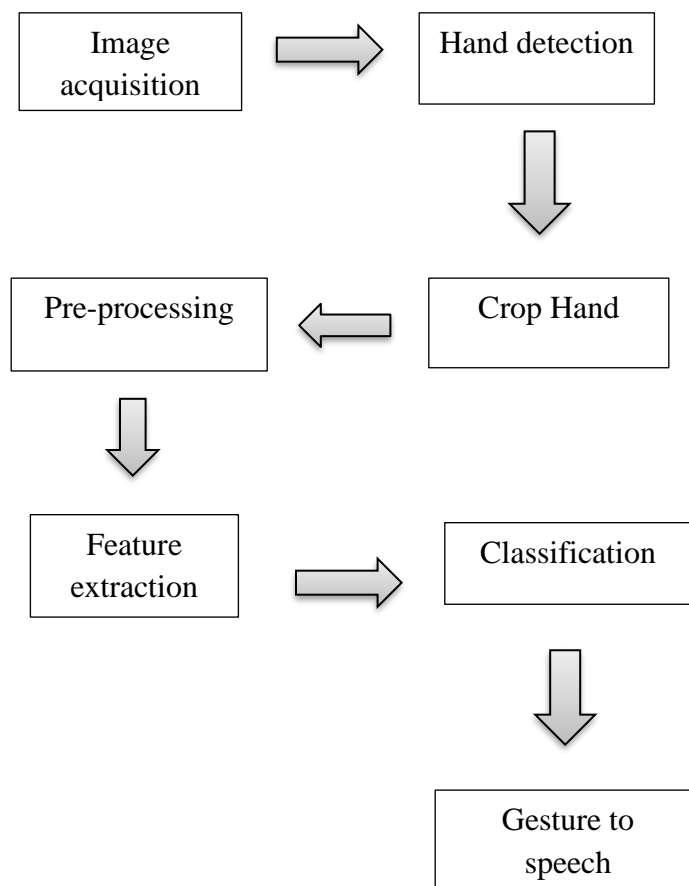 Image
acquisition
Hand detection
Crop Hand
Pre-processing
Feature
extraction
Classification
Gesture to
speech